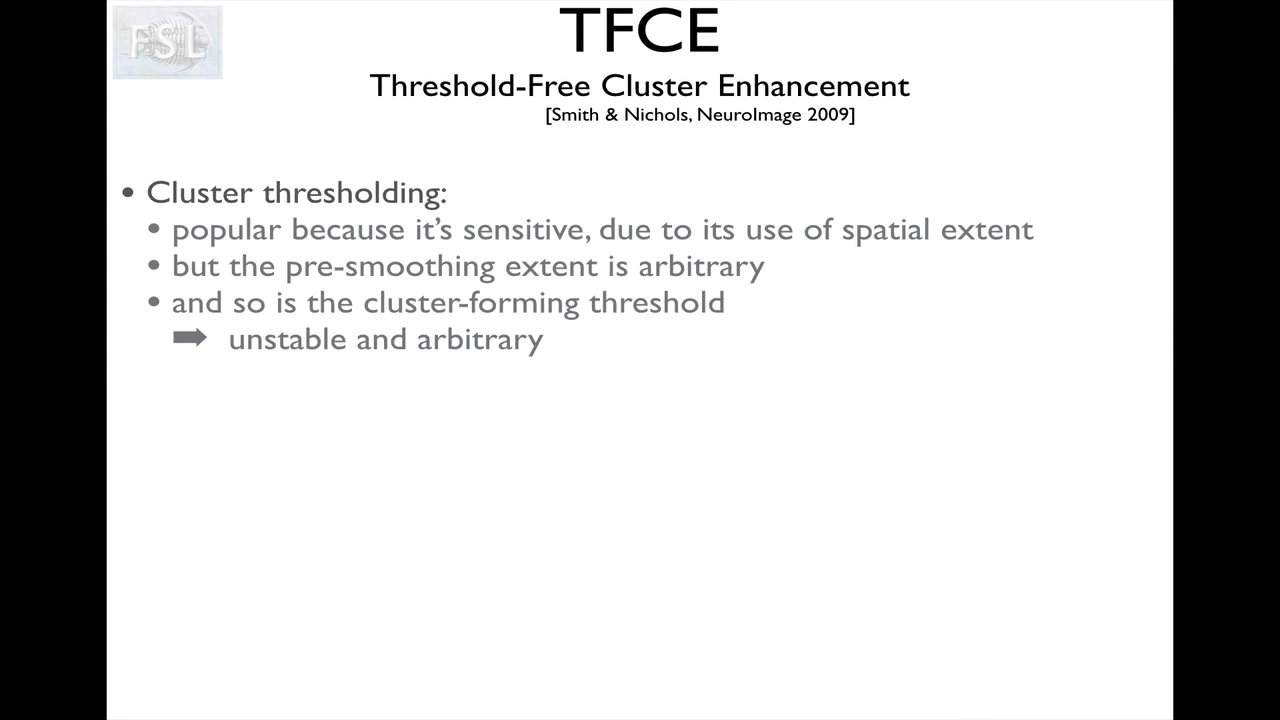 FSL
TFCE
Threshold-Free Cluster Enhancement
[Smith & Nichols, NeuroImage 2009]
• Cluster thresholding:
• popular because it’s sensitive, due to its use of spatial extent
• but the pre-smoothing extent is arbitrary
• and so is the cluster-forming threshold
➡ unstable and arbitrary